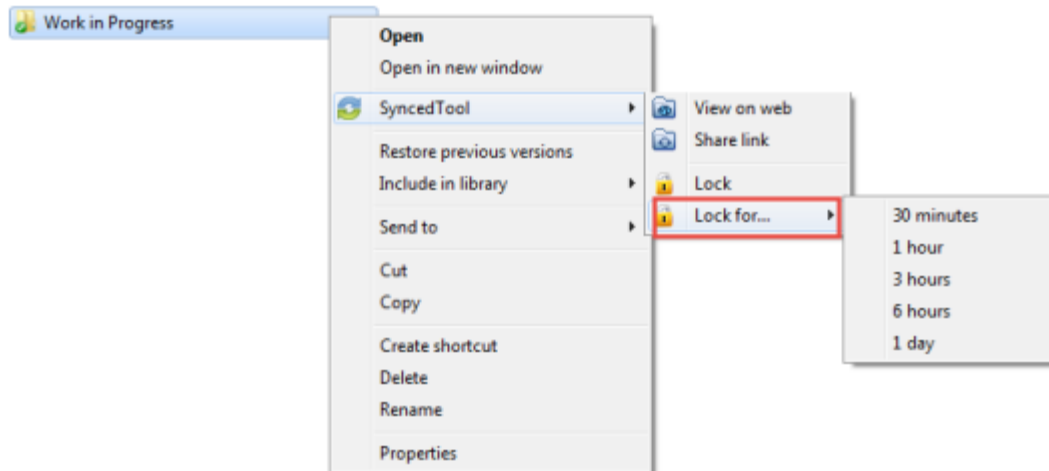 Work in Progress
Open
Open in new window
SyncedTool
Restore previous versions
Include in library
Send to
Cut
Copy
Create shortcut
Delete
Rename
Properties
View on web
Share link
Lock
Lock for...
30 minutes
1 hour
3 hours
6 hours
1 day